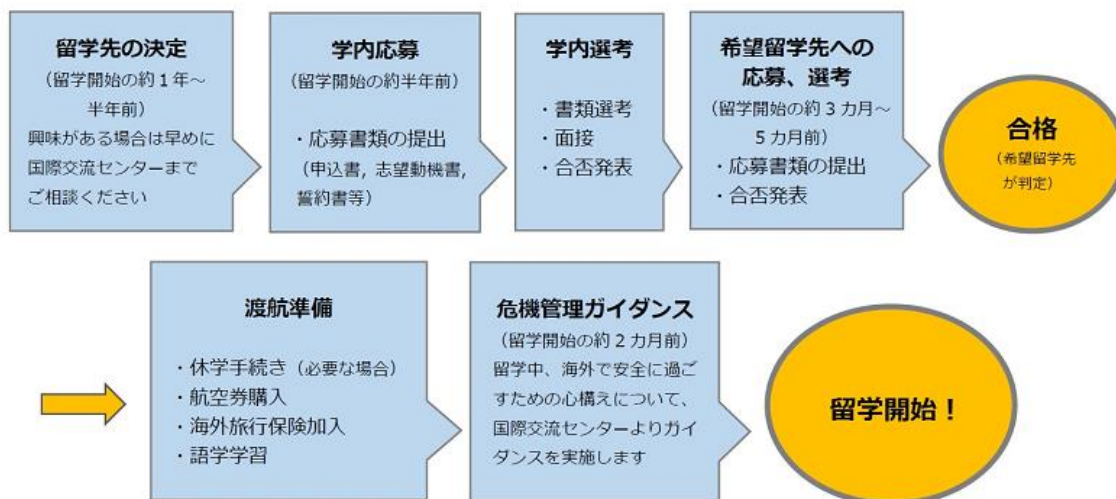 留学先の決定
（留学開始の約１年～
半年前）
興味がある場合は早めに
国際交流センターまで
ご相談ください
学内応募
（留学開始の約半年前）
・応募書類の提出
（申込書, 志望動機書,
誓約書等）
学内選考
・書類選考
・面接
・合否発表
希望留学先への
応募、選考
（留学開始の約３カ月～
５カ月前）
・応募書類の提出
・合否発表
合格
（希望留学先
が判定）
渡航準備
・休学手続き（必要な場合）
・航空券購入
・海外旅行保険加入
・語学学習
危機管理ガイダンス
（留学開始の約２カ月前）
留学中、海外で安全に過ご
すための心構えについて、
国際交流センターよりガイ
ダンスを実施します
留学開始！